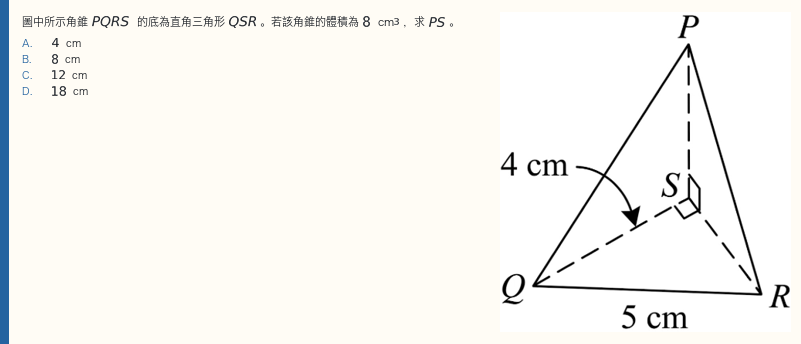 圖中所示角錐 PQRS 的底為直角三角形 QSR 。若該角錐的體積為 8 cm³ ﹐ 求 PS 。
A. 4 cm
B. 8 cm
C. 12 cm
D. 18 cm
P
4 cm
S
Q
R
5 cm